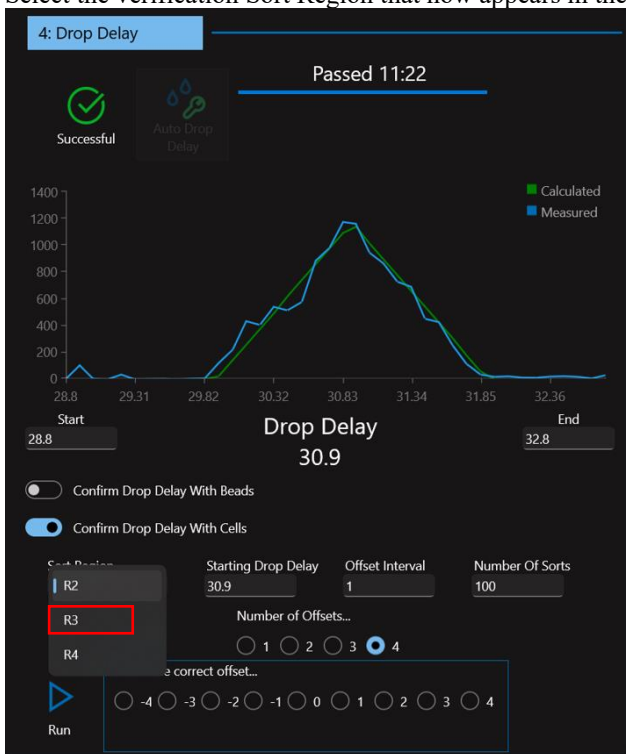 Select the verification Sort Region that now appears in the
4: Drop Delay
Passed 11:22
Successful
Auto Drop
Delay
Calculated
Measured
1400
1200
1000
800
600
400
200
0
28.8 29.31 29.82 30.32 30.83 31.34 31.85 32.36
Start
28.8
Drop Delay
30.9
End
32.8
Confirm Drop Delay With Beads
Confirm Drop Delay With Cells
Sort Region Starting Drop Delay Offset Interval Number Of Sorts
R2 30.9 1 100
R3
R4
Number of Offsets...
1 2 3 4
e correct offset...
-4 -3 -2 -1 0 1 2 3 4
Run